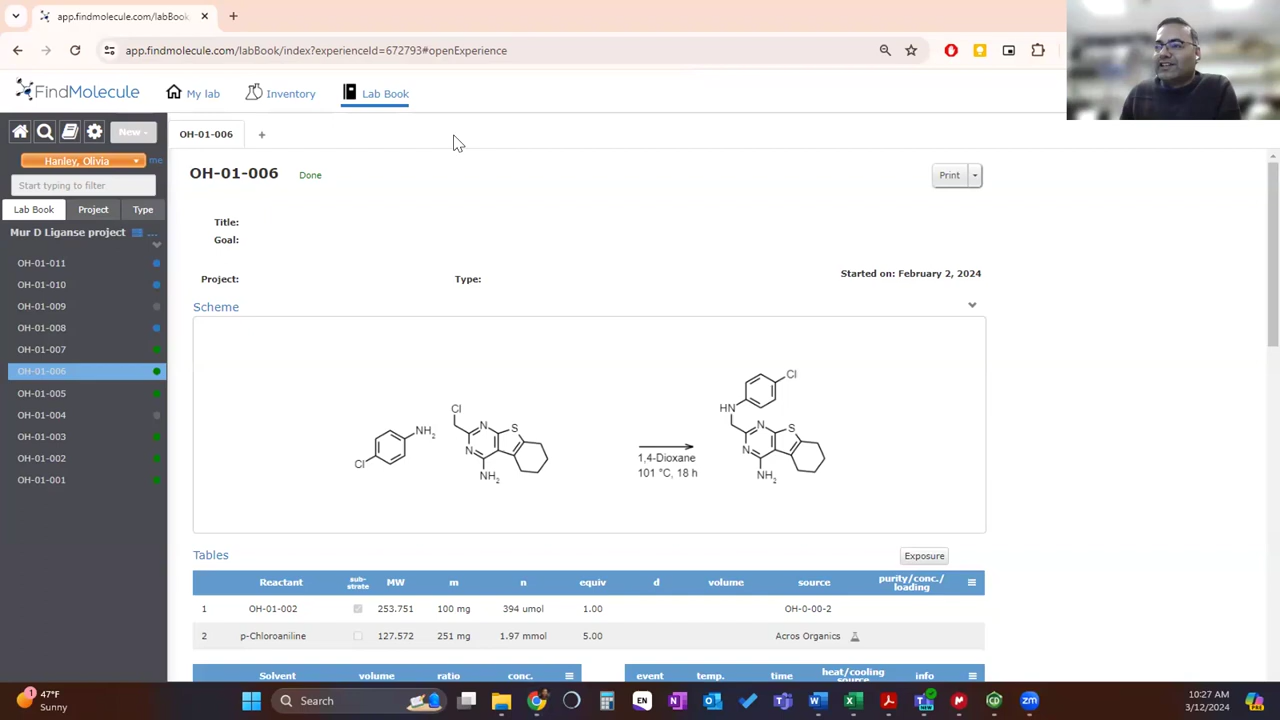 app.findmolecule.com/labBook
app.findmolecule.com/labBook/index?experienceId=672793#openExperience
FindMolecule
My lab
Inventory
Lab Book
New
Hanley, Olivia
me
Start typing to filter
Lab Book
Project
Type
Mur D Liganse project
...
OH-01-011
OH-01-010
OH-01-009
OH-01-008
OH-01-007
OH-01-006
OH-01-005
OH-01-004
OH-01-003
OH-01-002
OH-01-001
OH-01-006
+
OH-01-006
Done
Print
Title:
Goal:
Project:
Type:
Started on: February 2, 2024
Scheme
Cl
NH2
Cl
N
S
N
NH2
1,4-Dioxane
101 °C, 18 h
Cl
HN
N
S
N
NH2
Tables
Exposure
Reactant sub-strate MW m n equiv d volume source purity/conc./
loading
1 OH-01-002 253.751 100 mg 394 umol 1.00 OH-0-00-2
2 p-Chloroaniline 127.572 251 mg 1.97 mmol 5.00 Acros Organics
Solvent volume ratio conc.
event temp. time heat/cooling
source info
1
47°F
Sunny
Search
EN
10:27 AM
3/12/2024